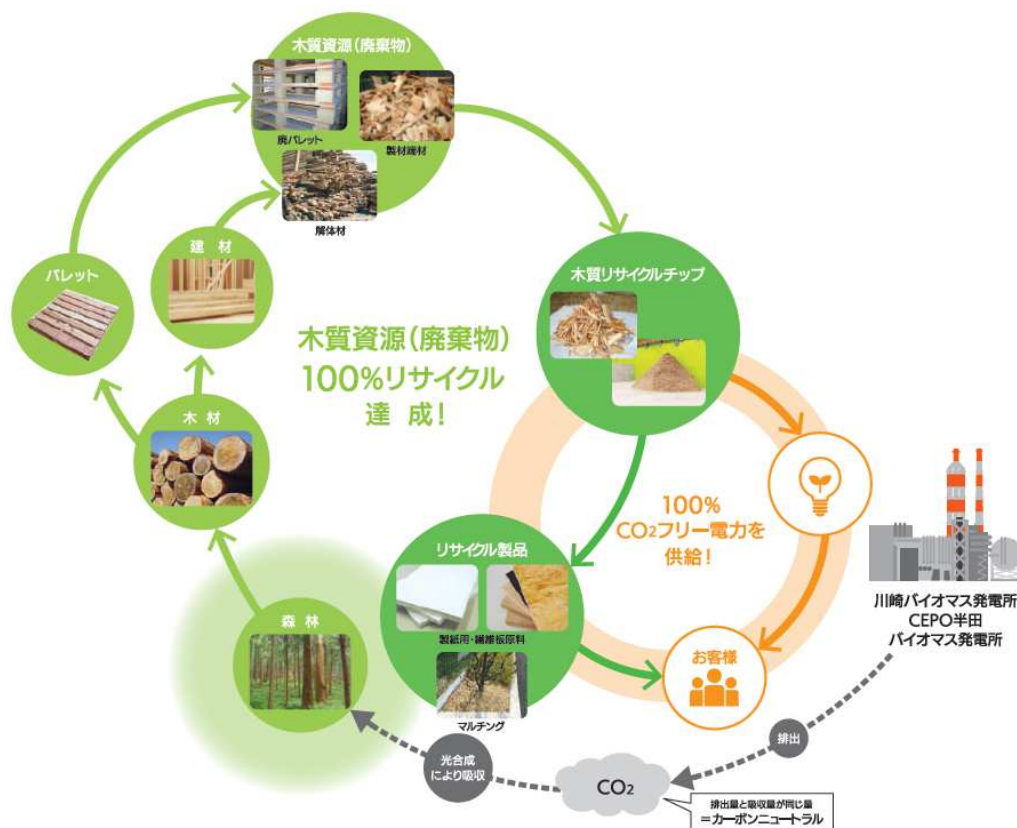 木質資源（廃棄物）
廃パレット
製材端材
解体材
建材
パレット
木質リサイクルチップ
木質資源（廃棄物）
100%リサイクル
達成！
木材
100%
CO2フリー電力を
供給！
リサイクル製品
製紙用・繊維板原料
マルチング
森林
お客様
川崎バイオマス発電所
CEPO半田
バイオマス発電所
排出
光合成
により吸収
CO2
排出量と吸収量が同じ量
＝カーボンニュートラル